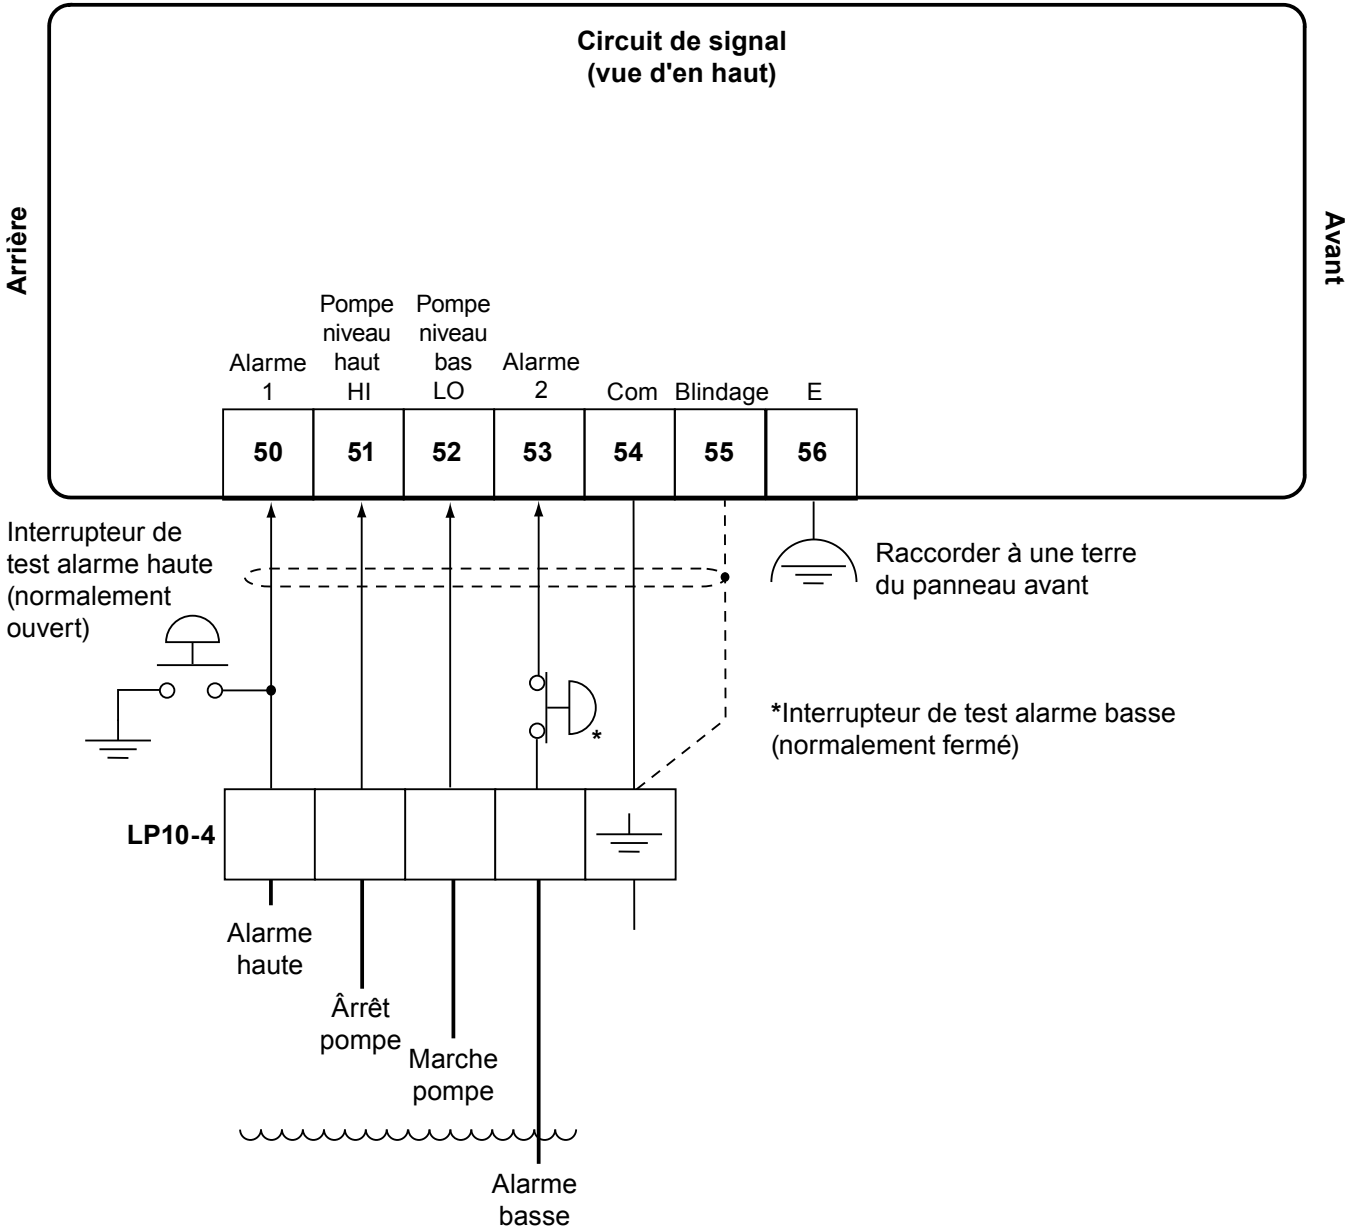 Circuit de signal
(vue d'en haut)
Arrière
Avant
Alarme
1
Pompe
niveau
haut
HI
Pompe
niveau
bas
LO
Alarme
2
Com
Blindage
E
50
51
52
53
54
55
56
Interrupteur de
test alarme haute
(normalement
ouvert)
Raccorder à une terre
du panneau avant
*
*Interrupteur de test alarme basse
(normalement fermé)
LP10-4
Alarme
haute
Ârrêt
pompe
Marche
pompe
Alarme
basse